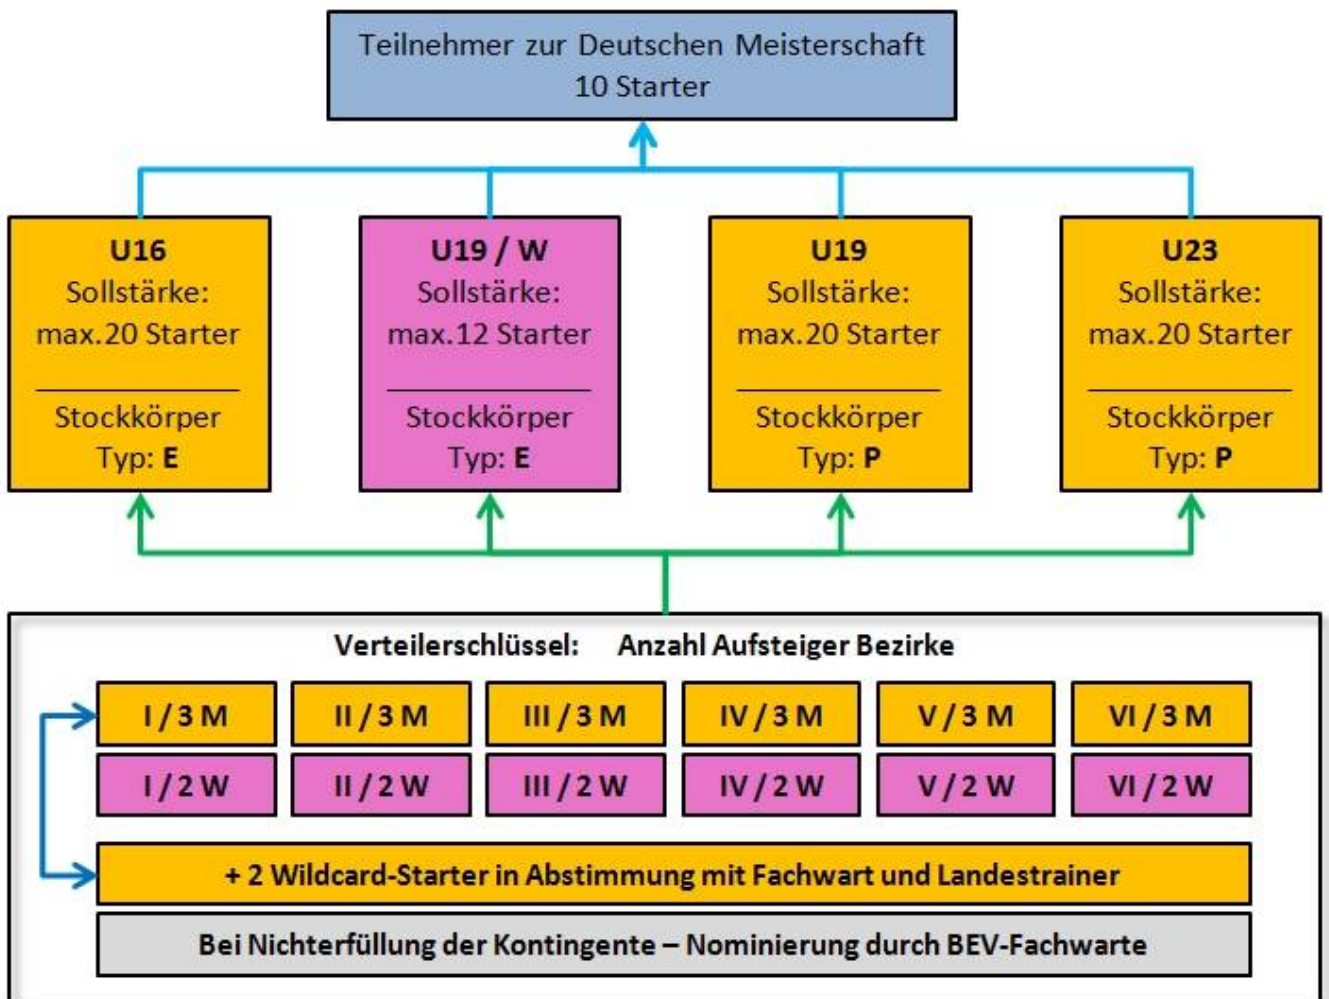 Teilnehmer zur Deutschen Meisterschaft
10 Starter
U16
Sollstärke:
max.20 Starter
Stockkörper
Typ: E
U19 / W
Sollstärke:
max.12 Starter
Stockkörper
Typ: E
U19
Sollstärke:
max.20 Starter
Stockkörper
Typ: P
U23
Sollstärke:
max.20 Starter
Stockkörper
Typ: P
Verteilerschlüssel: Anzahl Aufsteiger Bezirke
I / 3 M II / 3 M III / 3 M IV / 3 M V / 3 M VI / 3 M
I / 2 W II / 2 W III / 2 W IV / 2 W V / 2 W VI / 2 W
+ 2 Wildcard-Starter in Abstimmung mit Fachwart und Landestrainer
Bei Nichterfüllung der Kontingente – Nominierung durch BEV-Fachwarte